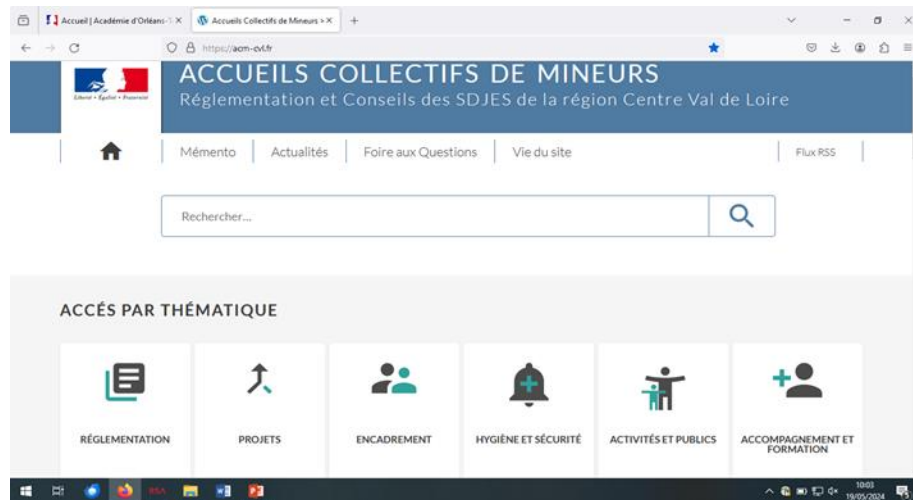 Accueil | Académie d'Orléans-T
Accueils Collectifs de Mineurs >
https://acm-cvl.fr
Liberté • Égalité • Fraternité
ACCUEILS COLLECTIFS DE MINEURS
Réglementation et Conseils des SDJES de la région Centre Val de Loire
Mémento
Actualités
Foire aux Questions
Vie du site
Flux RSS
Rechercher...
ACCÉS PAR THÉMATIQUE
RÉGLEMENTATION
PROJETS
ENCADREMENT
HYGIÈNE ET SÉCURITÉ
ACTIVITÉS ET PUBLICS
ACCOMPAGNEMENT ET
FORMATION
10:03
19/05/2024